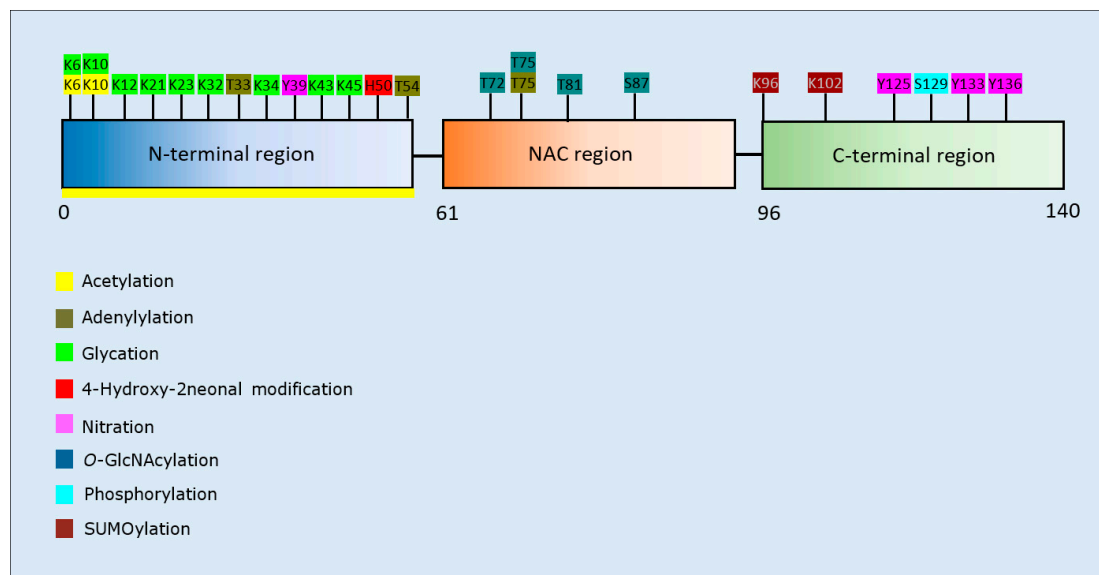 K6 K10 T75
K6 K10 K12 K21 K23 K32 T33 K34 Y39 K43 K45 H50 T54 T72 T75 T81 S87 K96 K102 Y125 S129 Y133 Y136
N-terminal region NAC region C-terminal region
0 61 96 140
Acetylation
Adenylylation
Glycation
4-Hydroxy-2neonal modification
Nitration
O-GlcNAcylation
Phosphorylation
SUMOylation